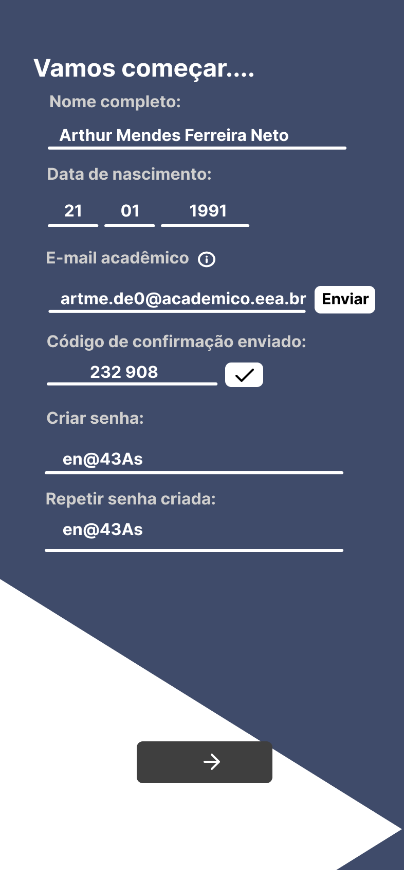 Vamos começar....
Nome completo:
Arthur Mendes Ferreira Neto
Data de nascimento:
21 01 1991
E-mail acadêmico
artme.de0@academico.eea.br Enviar
Código de confirmação enviado:
232 908
Criar senha:
en@43As
Repetir senha criada:
en@43As